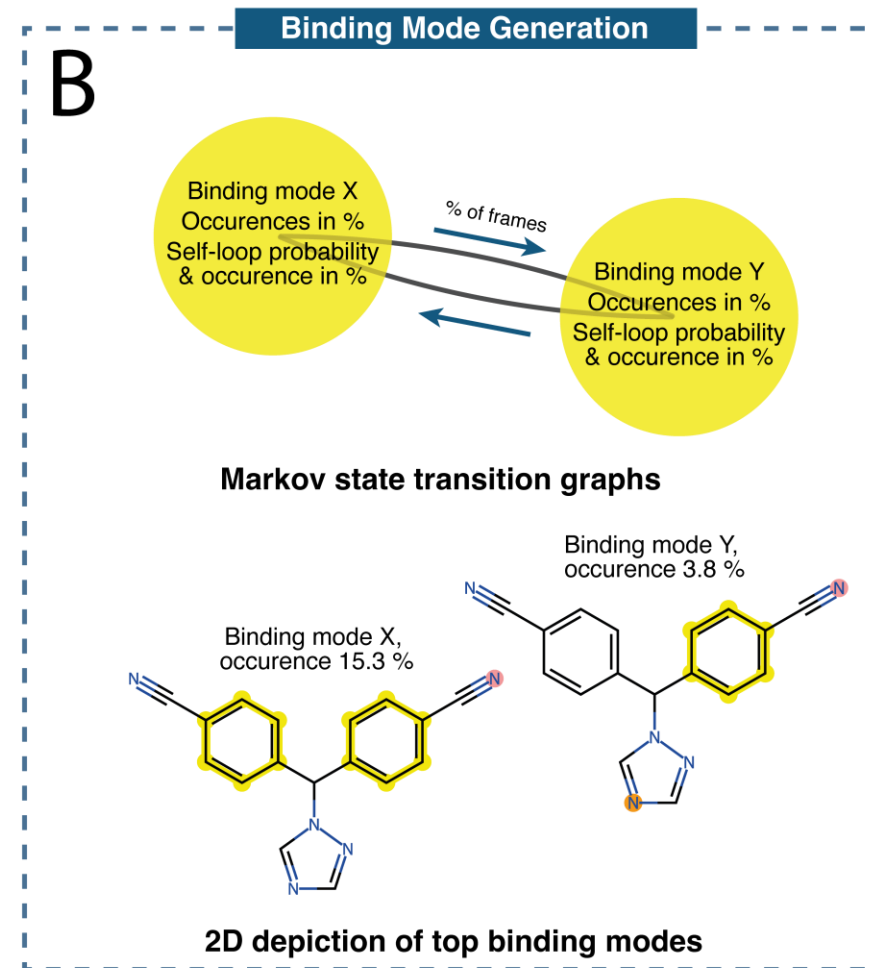 Binding Mode Generation
B
Binding mode X
Occurences in %
Self-loop probability
& occurence in %
% of frames
Binding mode Y
Occurences in %
Self-loop probability
& occurence in %
Markov state transition graphs
Binding mode Y,
occurence 3.8 %
N
N
Binding mode X,
occurence 15.3 %
N
N
N
N
N
N
N
N
2D depiction of top binding modes